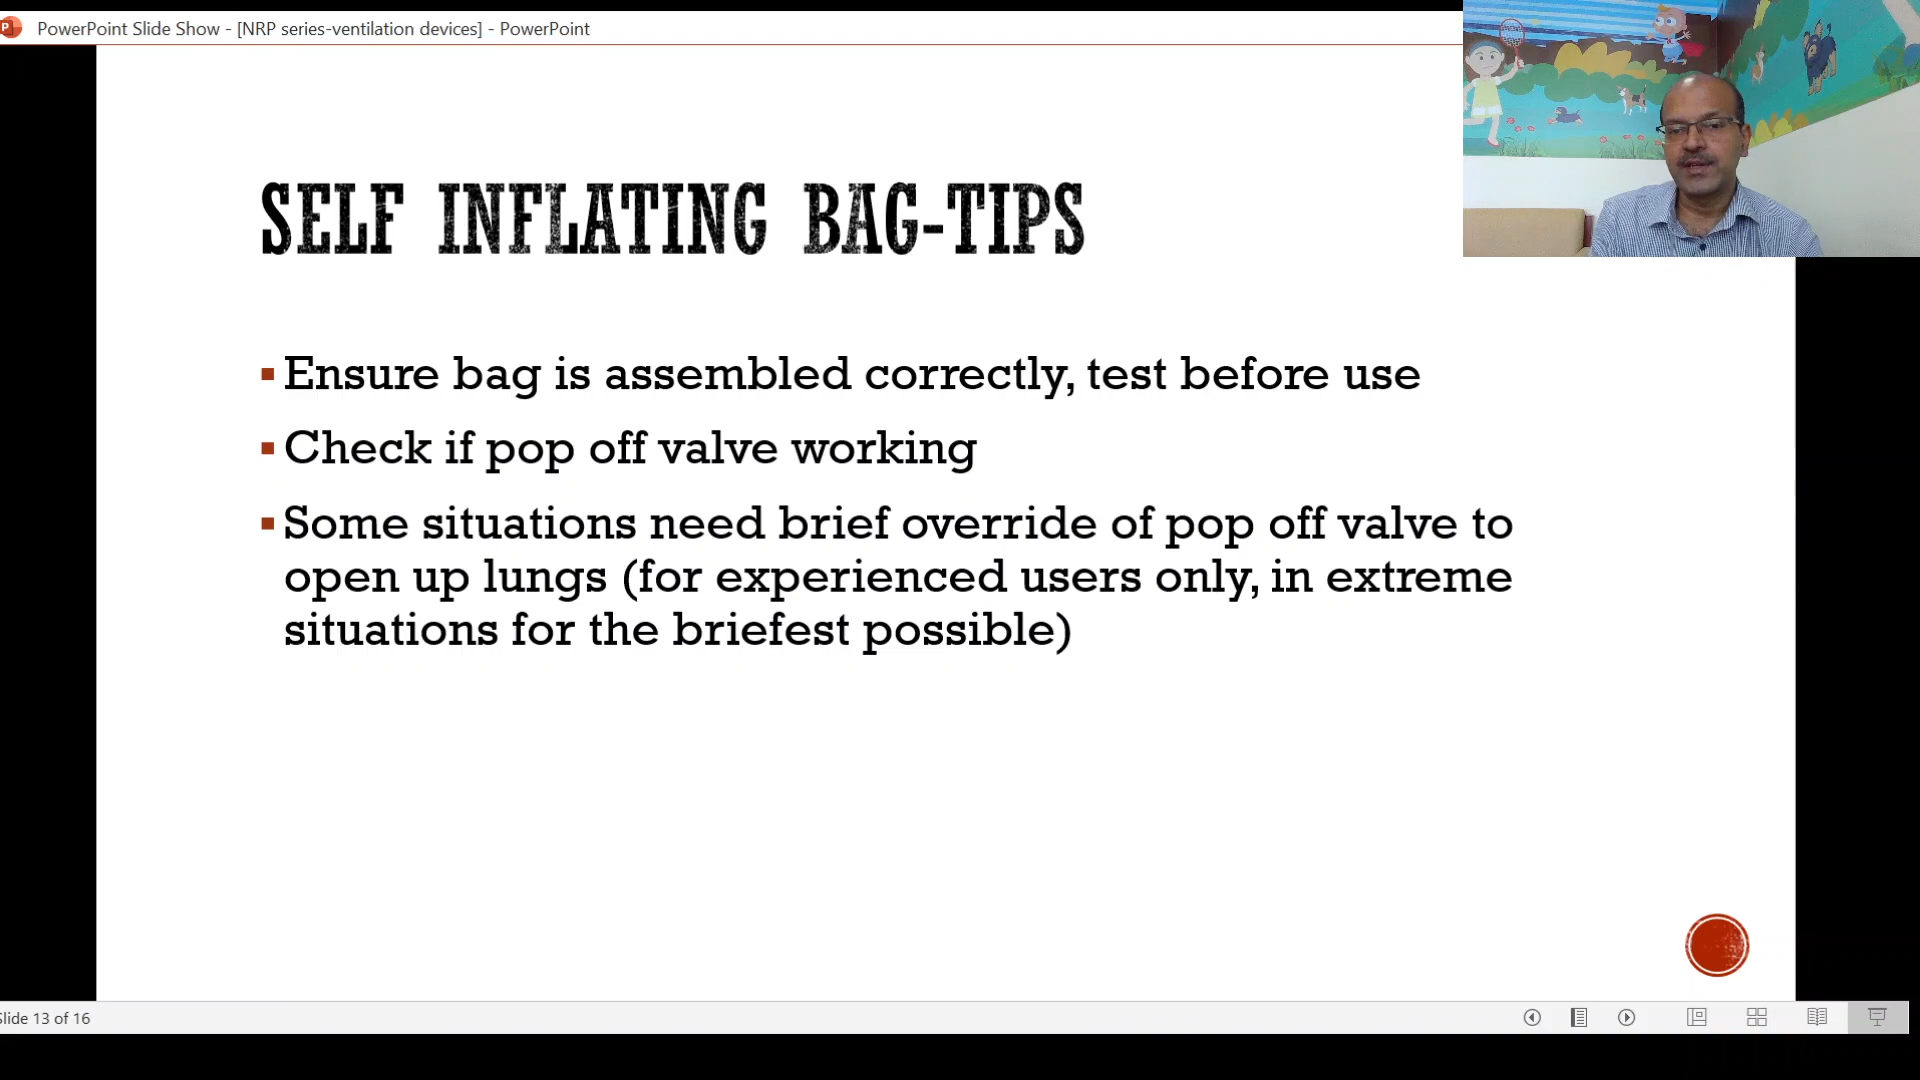 PowerPoint Slide Show - [NRP series-ventilation devices] - PowerPoint
SELF INFLATING BAG-TIPS
Ensure bag is assembled correctly, test before use
Check if pop off valve working
Some situations need brief override of pop off valve to
open up lungs (for experienced users only, in extreme
situations for the briefest possible)
Slide 13 of 16